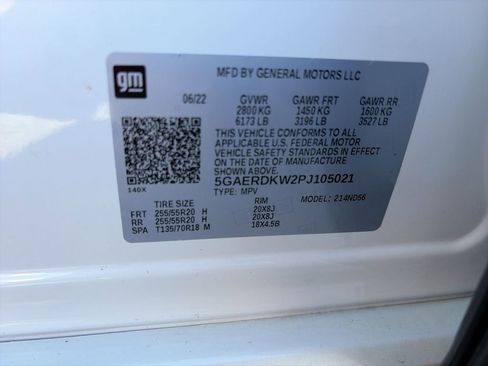 gm
MFD BY GENERAL MOTORS LLC
06/22 GVWR GAWR FRT GAWR RR
2800 KG 1450 KG 1600 KG
6173 LB 3196 LB 3527 LB
THIS VEHICLE CONFORMS TO ALL
APPLICABLE U.S. FEDERAL MOTOR
VEHICLE SAFETY STANDARDS IN
EFFECT ON THE DATE OF MANUFACTURE
SHOWN ABOVE.
5GAERDKW2PJ105021
140X TYPE: MPV MODEL: 214ND56
TIRE SIZE RIM
FRT 255/55R20 H 20X8J
RR 255/55R20 H 20X8J
SPA T135/70R18 M 18X4.5B